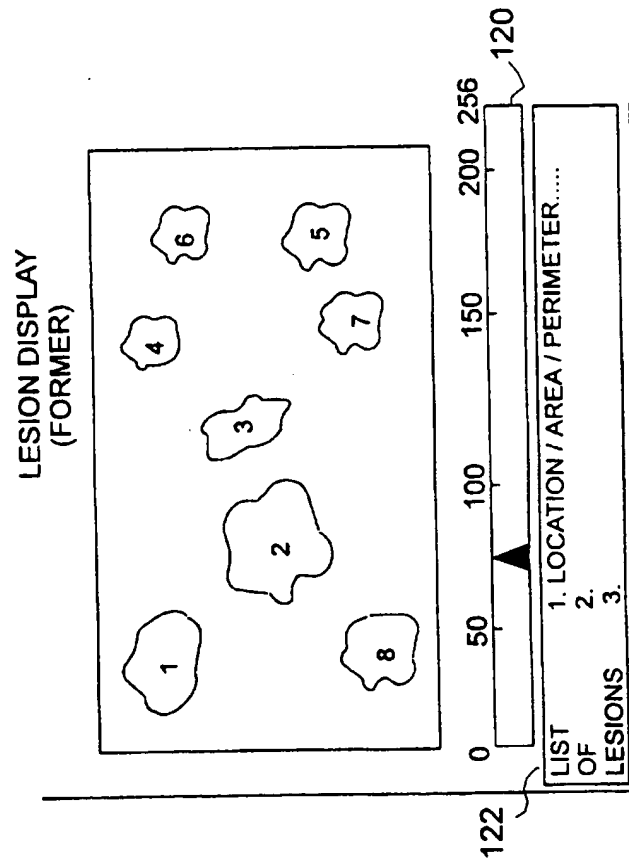 LESION DISPLAY
(FORMER)
1
2
3
4
6
5
7
8
0 50 100 150 200 256
120
122
LIST 1. LOCATION / AREA / PERIMETER.....
OF 2.
LESIONS 3.